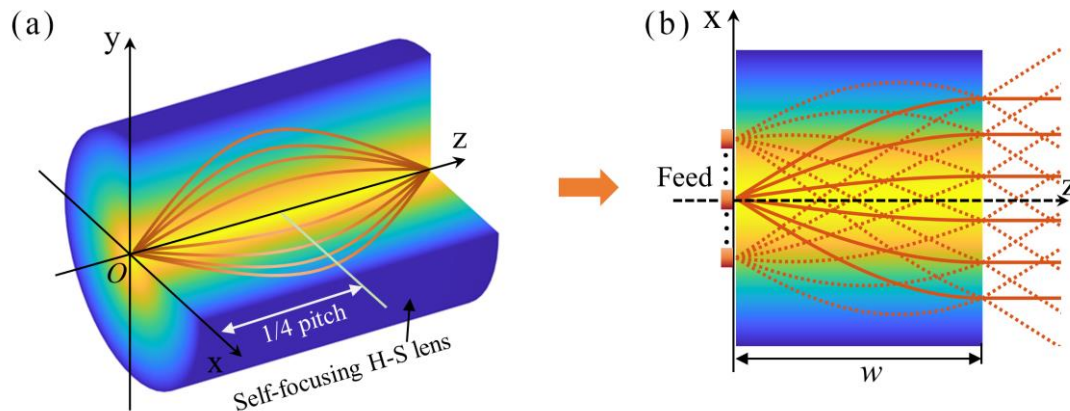 (a)
y
z
O
x
1/4 pitch
Self-focusing H-S lens
(b)
x
Feed
z
w